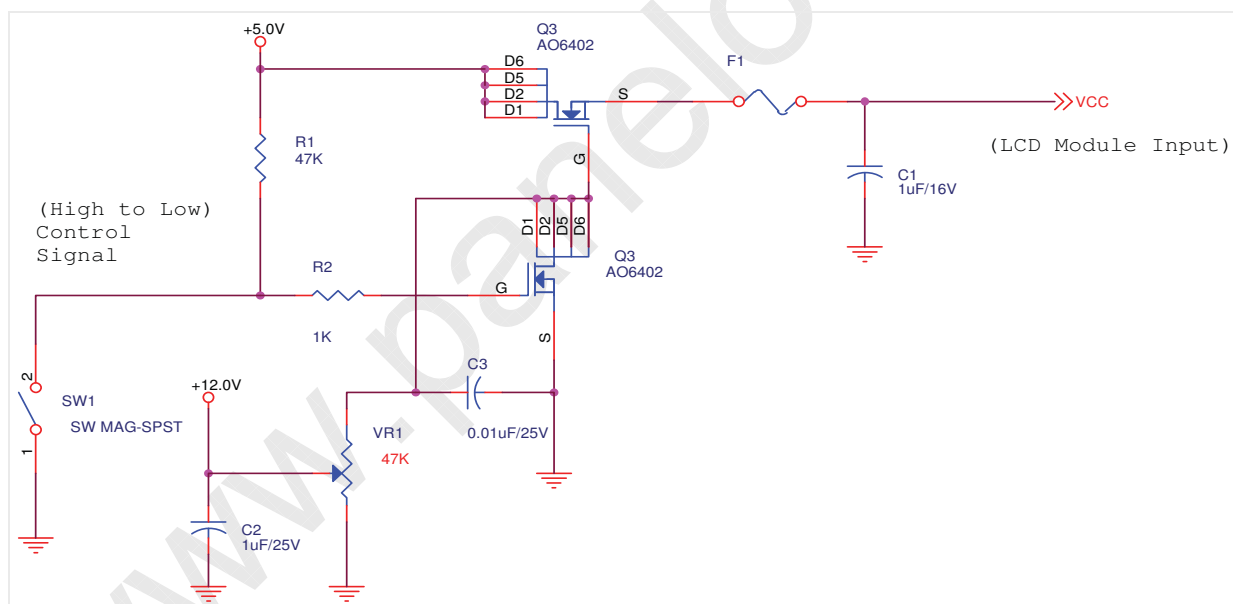 +5.0V
Q3
AO6402
D6
D5
D2
D1
S
G
F1
VCC
(LCD Module Input)
R1
47K
C1
1uF/16V
(High to Low)
Control
Signal
D1
D2
D5
D6
Q3
AO6402
R2
G
1K
S
C3
0.01uF/25V
2
SW1
SW MAG-SPST
1
+12.0V
VR1
47K
C2
1uF/25V
www.panelo